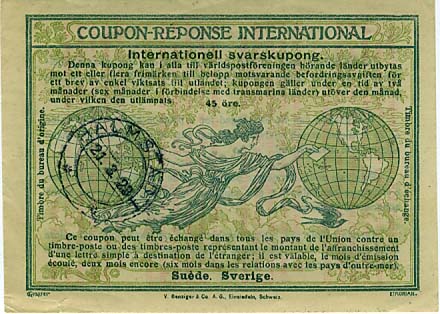 COUPON-RÉPONSE INTERNATIONAL
Internationell svarskupong.
Denna kupong kan i alla till världspostföreningen hörande länder utbytas
mot ett eller flera frimärken till belopp motsvarande befordringsavgiften för
ett brev av enkel viktsats till utlandet; kupongen gäller under en tid av två
månader (sex månader i förbindelse med transmarina länder) utöver den månad,
under vilken den utlämnats.
45 öre.
Timbre du bureau d'origine.
HALMSTAD
Timbre du bureau d'échange.
Ce coupon peut être échangé dans tous les pays de l'Union contre un
timbre-poste ou des timbres-poste représentant le montant de l'affranchissement
d'une lettre simple à destination de l'étranger; il est valable, le mois d'émission
écoulé, deux mois encore (six mois dans les relations avec les pays d'outre-mer).
Suède. Sverige.
V. Benziger & Co. A. G., Einsiedeln, Schweiz.